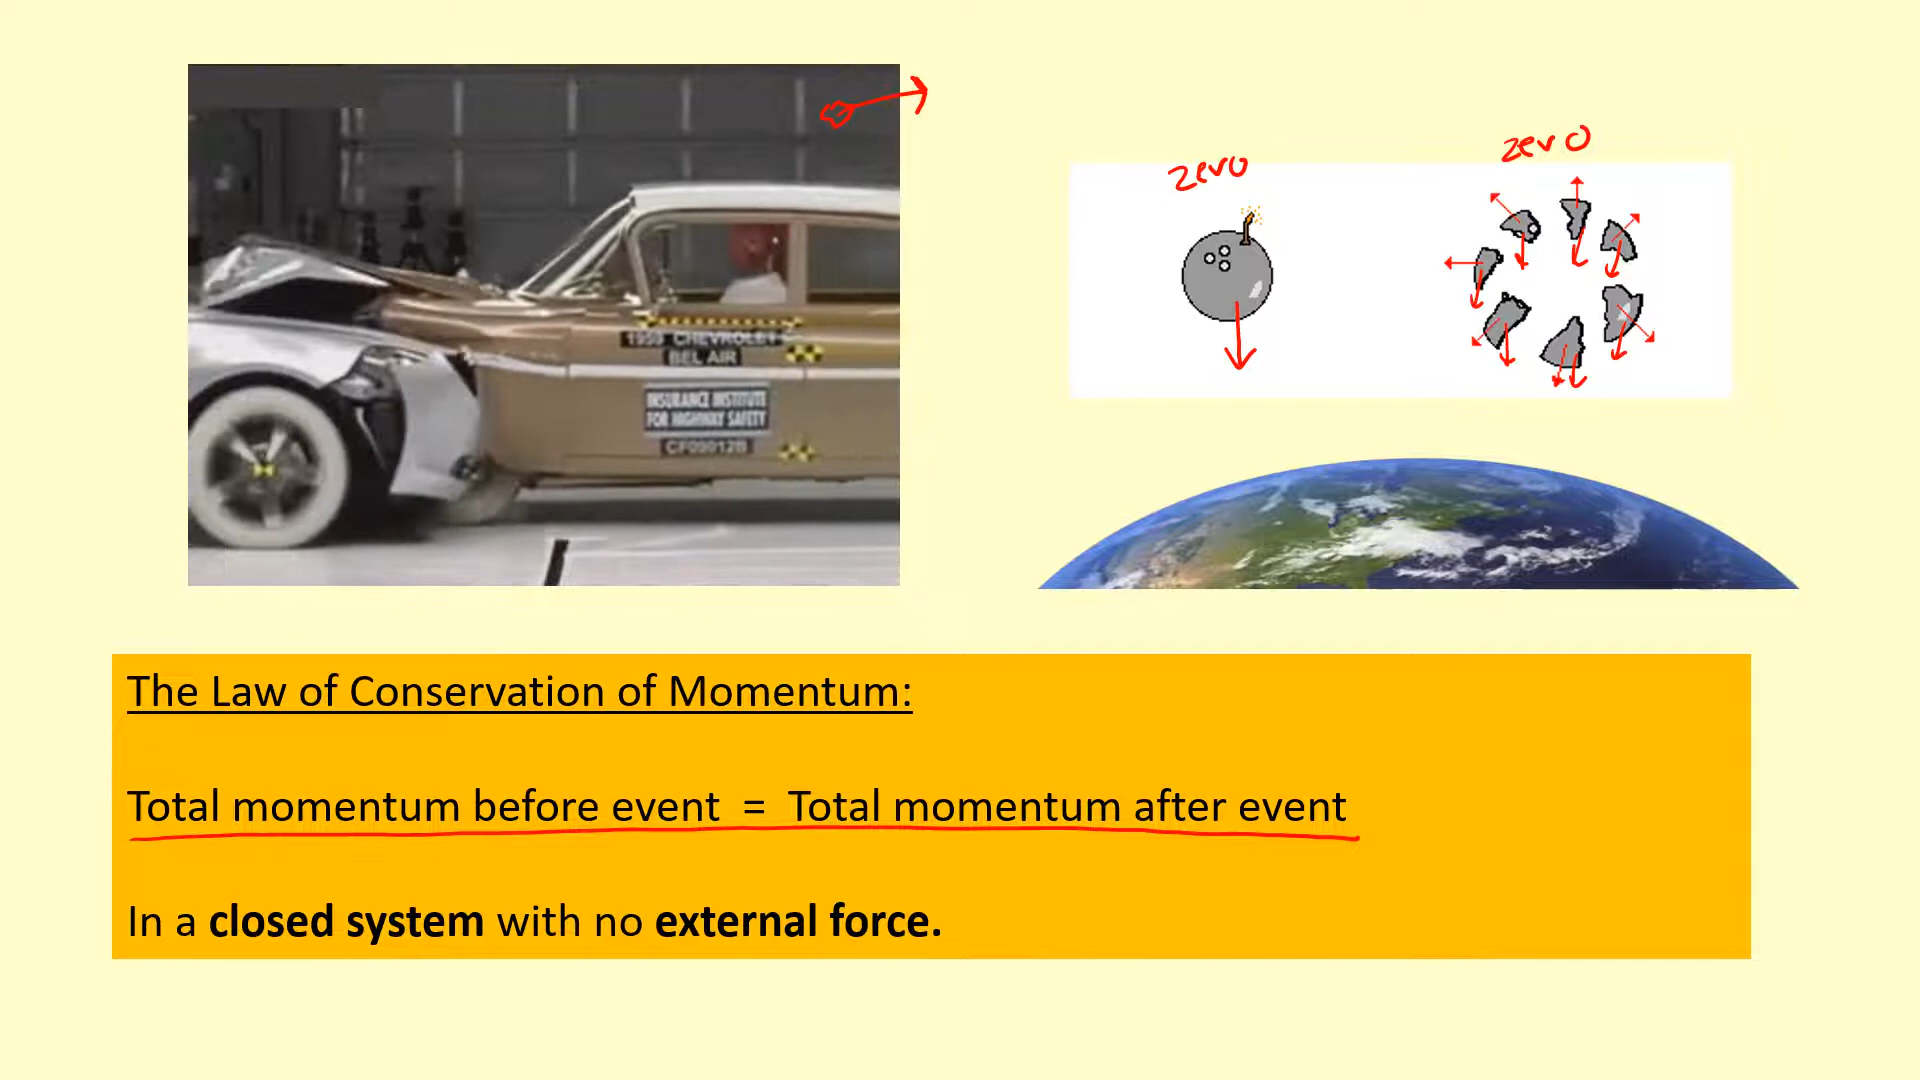 zero
zero
1959 CHEVROLET
BEL AIR
INSURANCE INSTITUTE
FOR HIGHWAY SAFETY
CF09012B
The Law of Conservation of Momentum:
Total momentum before event = Total momentum after event
In a closed system with no external force.